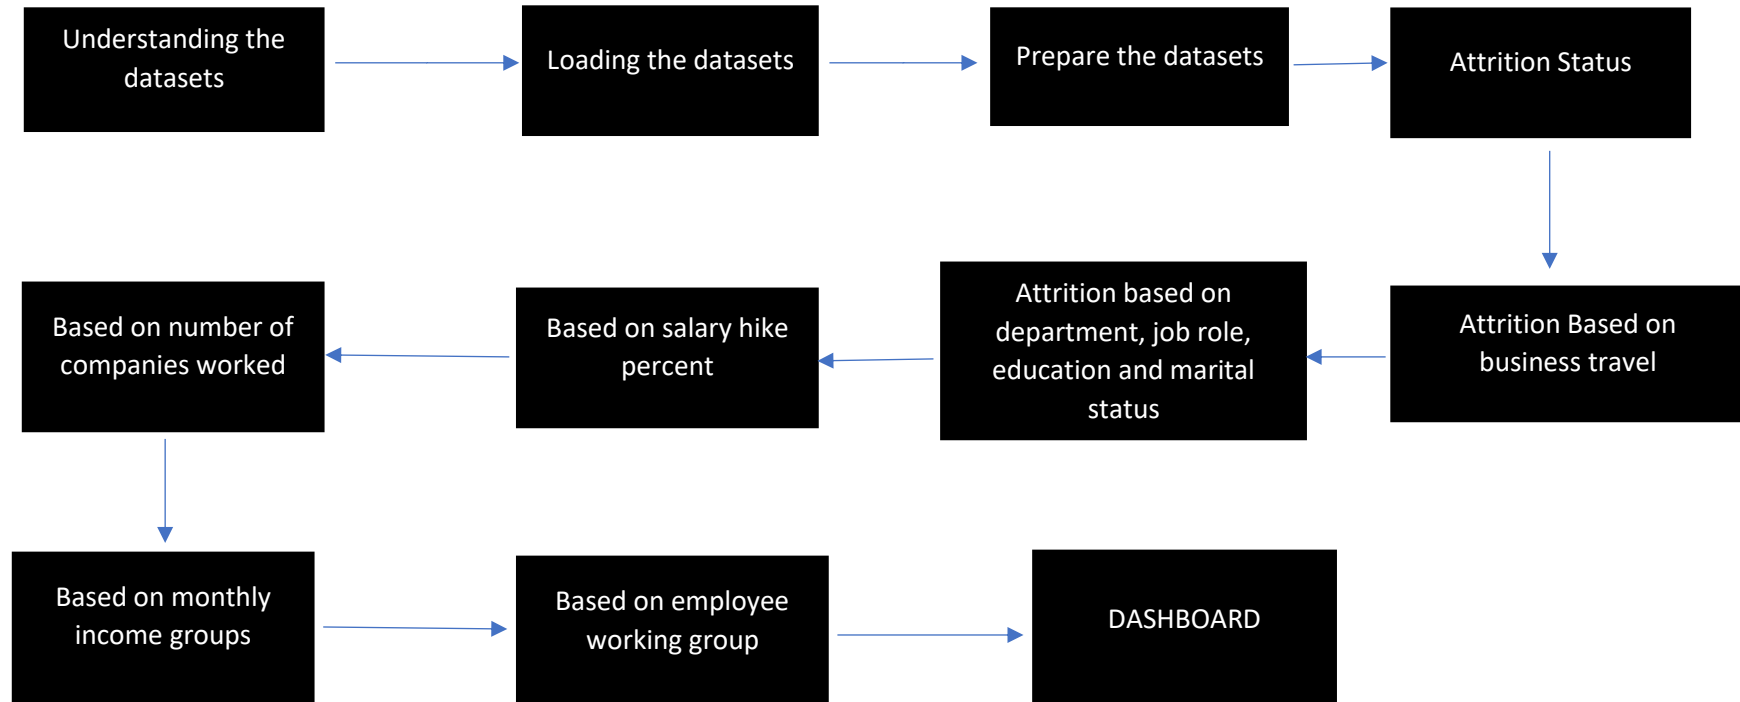 Understanding the
datasets
Loading the datasets
Prepare the datasets
Attrition Status
Attrition Based on
business travel
Attrition based on
department, job role,
education and marital
status
Based on salary hike
percent
Based on number of
companies worked
Based on monthly
income groups
Based on employee
working group
DASHBOARD